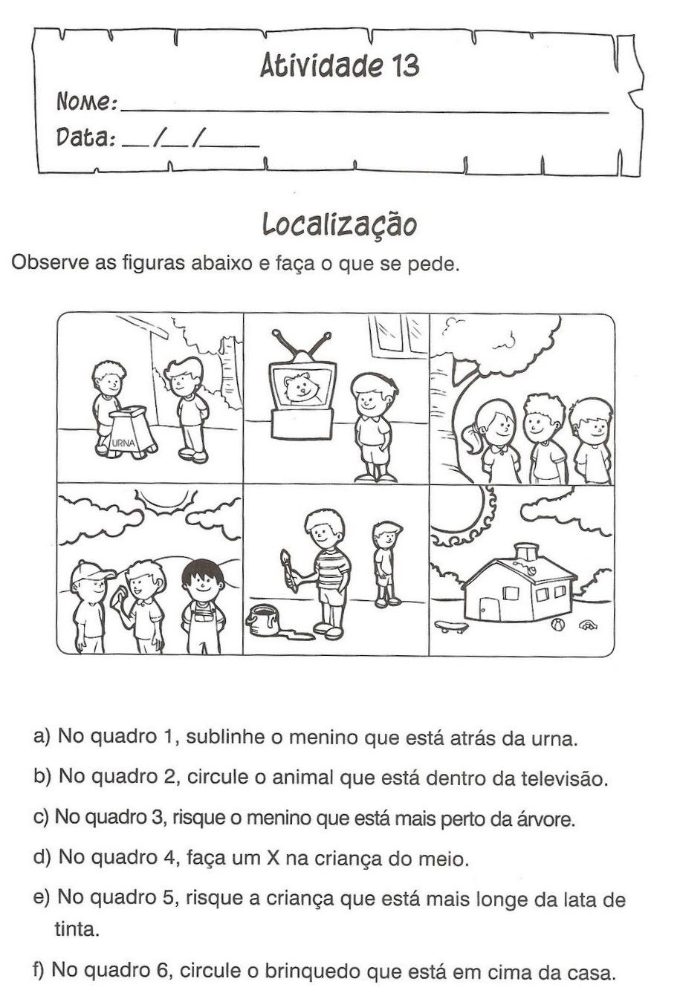 Atividade 13
Nome:
Data: __/__/____
Localização
Observe as figuras abaixo e faça o que se pede.
URNA
a) No quadro 1, sublinhe o menino que está atrás da urna.
b) No quadro 2, circule o animal que está dentro da televisão.
c) No quadro 3, risque o menino que está mais perto da árvore.
d) No quadro 4, faça um X na criança do meio.
e) No quadro 5, risque a criança que está mais longe da lata de
tinta.
f) No quadro 6, circule o brinquedo que está em cima da casa.